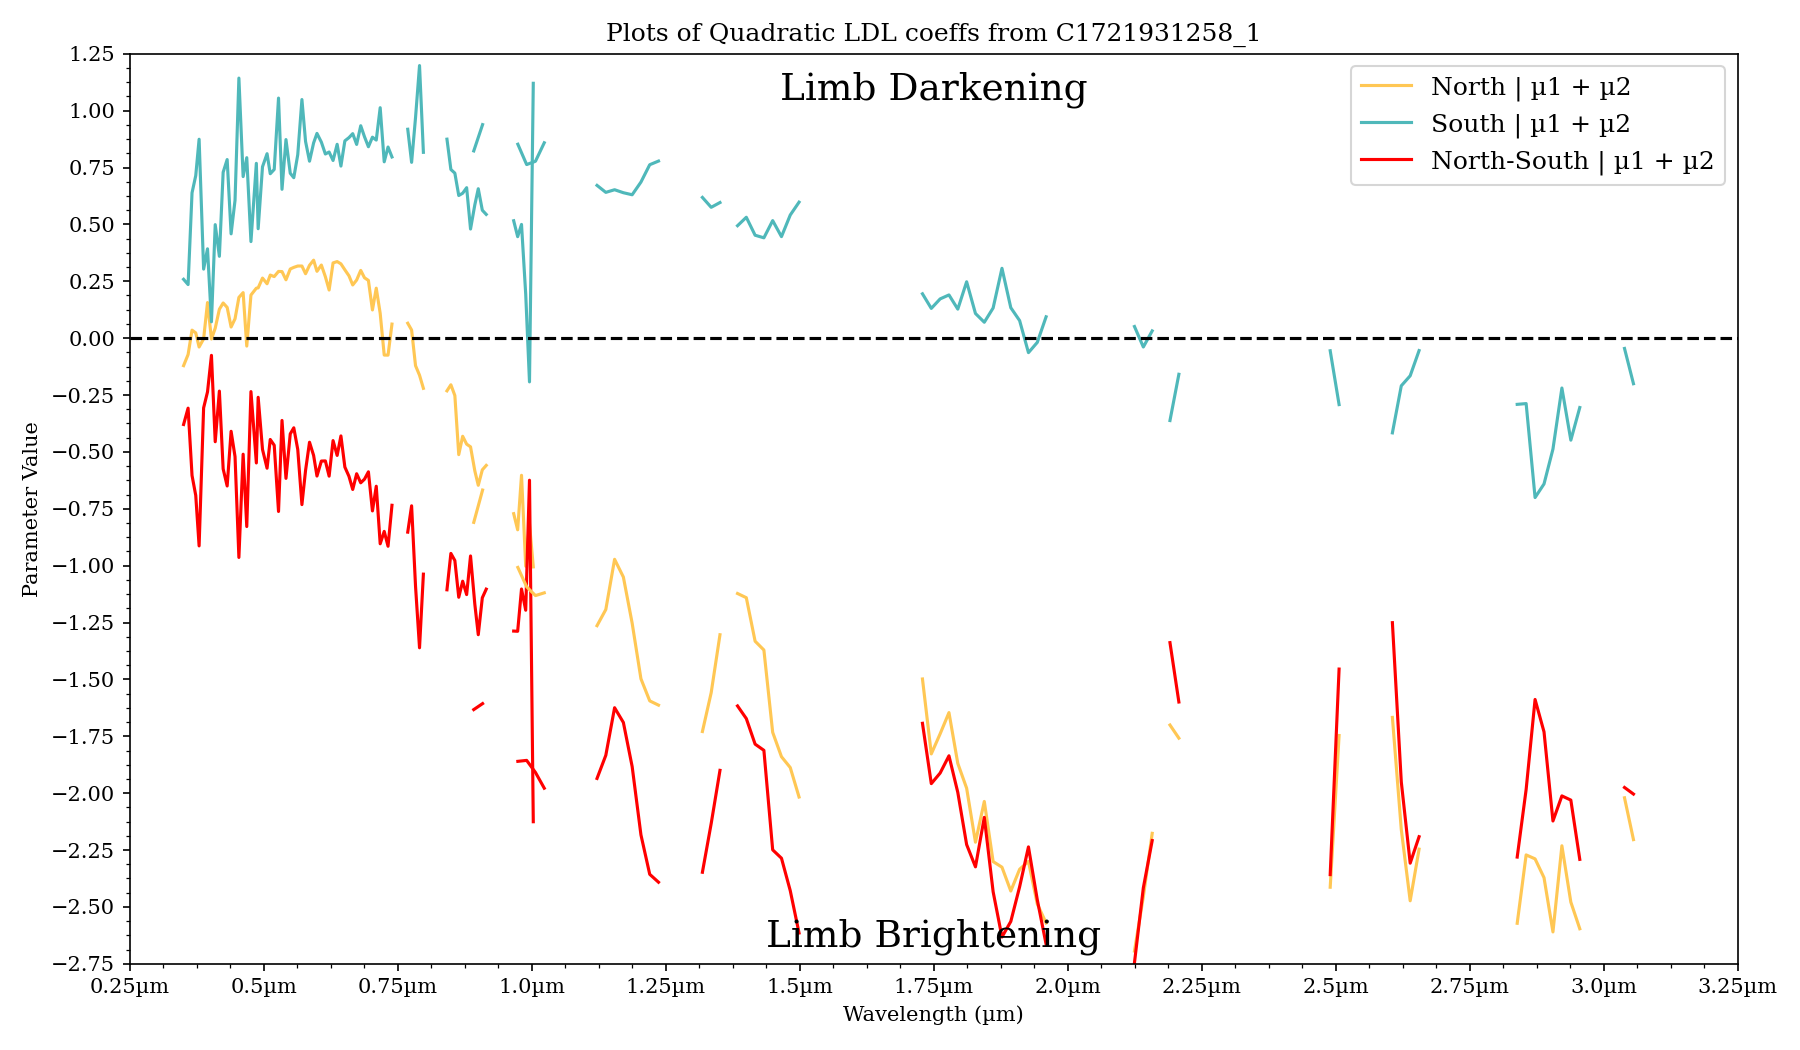 Plots of Quadratic LDL coeffs from C1721931258_1
Limb Darkening
North | µ1 + µ2
South | µ1 + µ2
North-South | µ1 + µ2
1.25
1.00
0.75
0.50
0.25
0.00
−0.25
−0.50
−0.75
−1.00
−1.25
−1.50
−1.75
−2.00
−2.25
−2.50
−2.75
Parameter Value
Limb Brightening
0.25µm 0.5µm 0.75µm 1.0µm 1.25µm 1.5µm 1.75µm 2.0µm 2.25µm 2.5µm 2.75µm 3.0µm 3.25µm
Wavelength (µm)